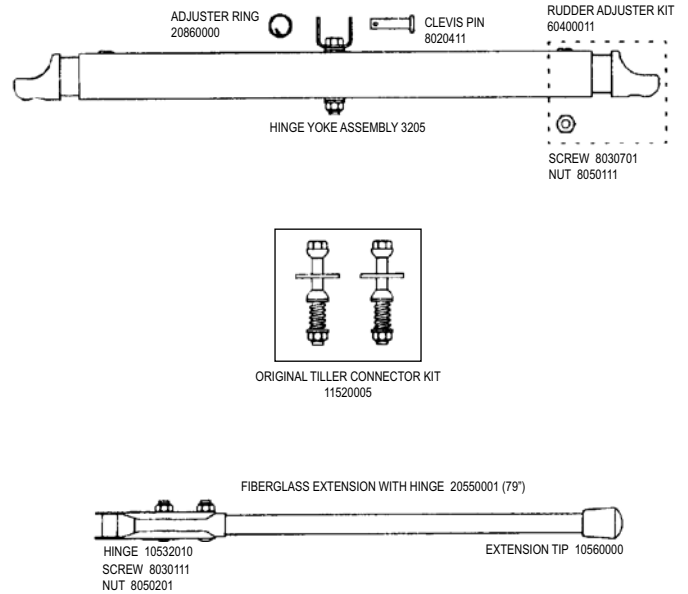 ADJUSTER RING
20860000
CLEVIS PIN
8020411
RUDDER ADJUSTER KIT
60400011
HINGE YOKE ASSEMBLY 3205
SCREW 8030701
NUT 8050111
ORIGINAL TILLER CONNECTOR KIT
11520005
FIBERGLASS EXTENSION WITH HINGE 20550001 (79")
HINGE 10532010
SCREW 8030111
NUT 8050201
EXTENSION TIP 10560000